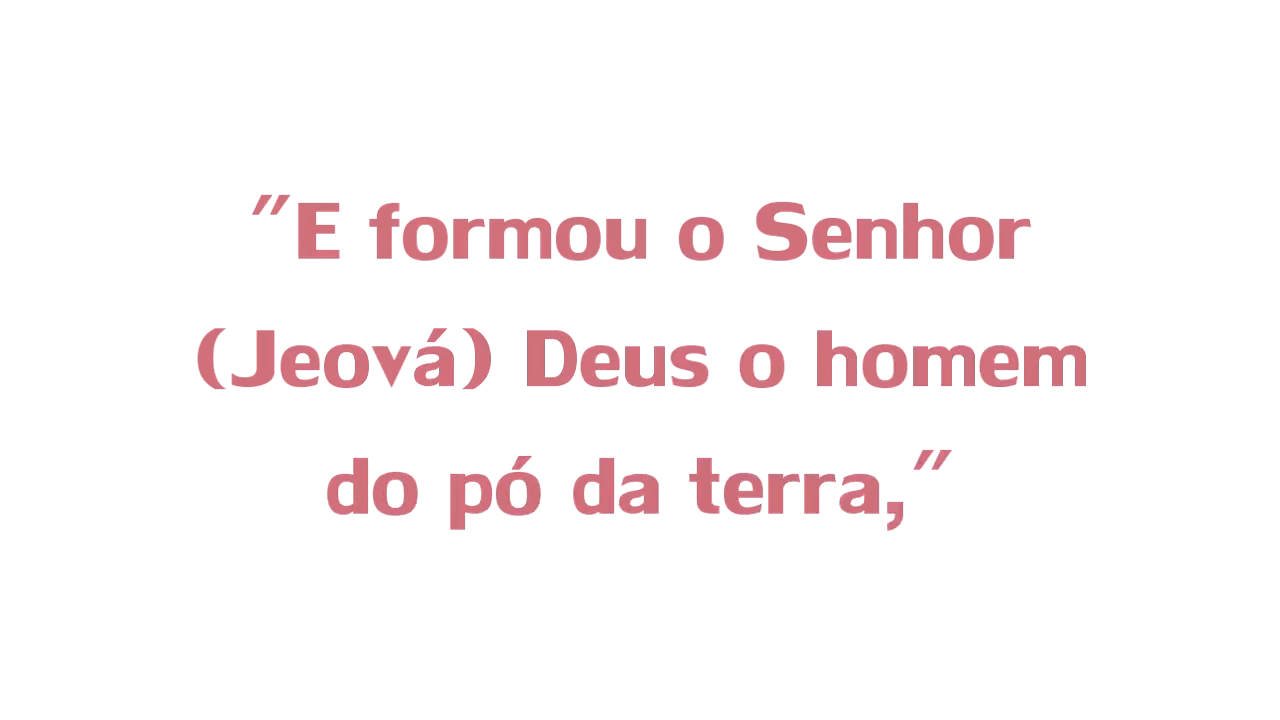 "E formou o Senhor
(Jeová) Deus o homem
do pó da terra,"